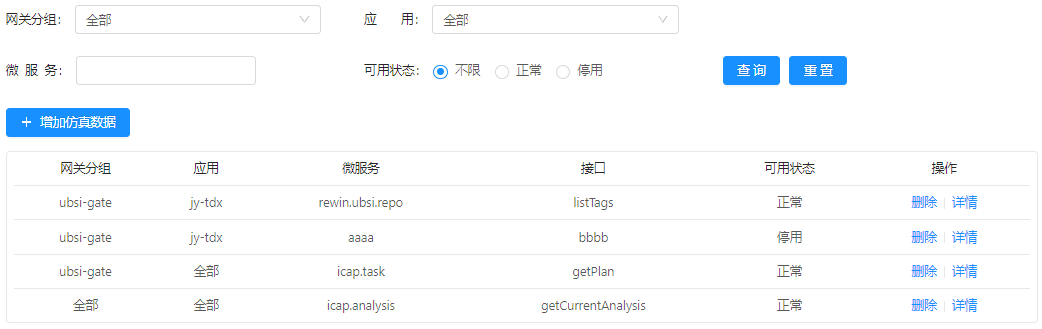 网关分组： 全部 应 用： 全部
微 服 务： 可用状态： 不限 正常 停用 查 询 重 置
+ 增加仿真数据
网关分组 应用 微服务 接口 可用状态 操作
ubsi-gate jy-tdx rewin.ubsi.repo listTags 正常 删除 详情
ubsi-gate jy-tdx aaaa bbbb 停用 删除 详情
ubsi-gate 全部 icap.task getPlan 正常 删除 详情
全部 全部 icap.analysis getCurrentAnalysis 正常 删除 详情